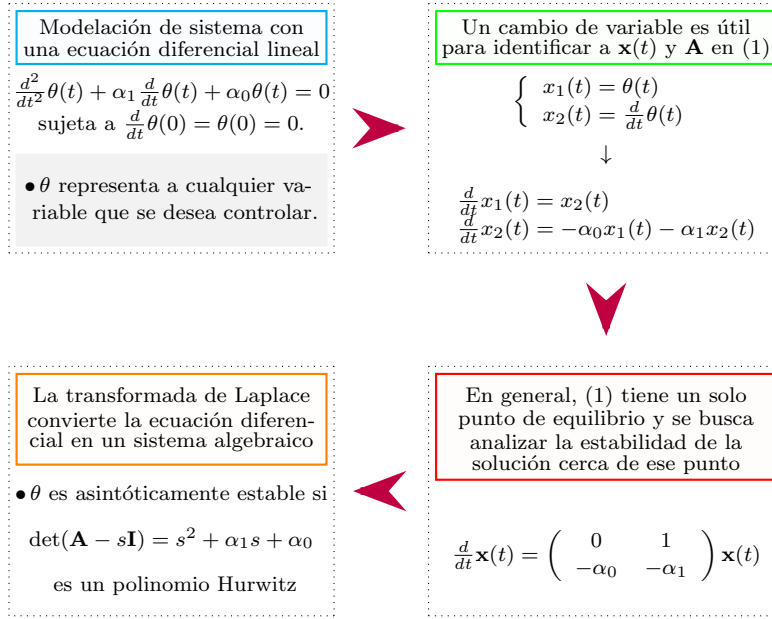 Modelación de sistema con
una ecuación diferencial lineal
d²/dt² θ(t) + α₁ d/dt θ(t) + α₀θ(t) = 0
sujeta a d/dt θ(0) = θ(0) = 0.
• θ representa a cualquier va-
riable que se desea controlar.
Un cambio de variable es útil
para identificar a x(t) y A en (1)
{ x₁(t) = θ(t)
x₂(t) = d/dt θ(t)
↓
d/dt x₁(t) = x₂(t)
d/dt x₂(t) = −α₀x₁(t) − α₁x₂(t)
En general, (1) tiene un solo
punto de equilibrio y se busca
analizar la estabilidad de la
solución cerca de ese punto
d/dt x(t) = ( 0 1
−α₀ −α₁ ) x(t)
La transformada de Laplace
convierte la ecuación diferen-
cial en un sistema algebraico
• θ es asintóticamente estable si
det(A − sI) = s² + α₁s + α₀
es un polinomio Hurwitz